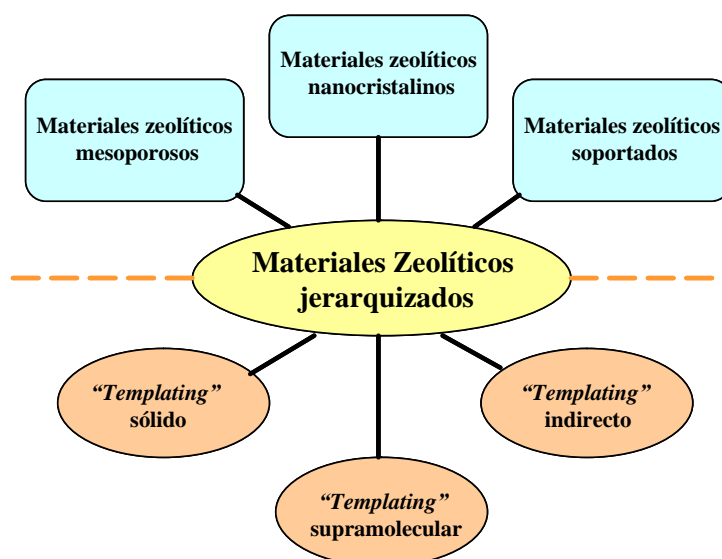 Materiales zeolíticos
nanocristalinos
Materiales zeolíticos
mesoporosos
Materiales zeolíticos
soportados
Materiales Zeolíticos
jerarquizados
“Templating”
sólido
“Templating”
indirecto
“Templating”
supramolecular